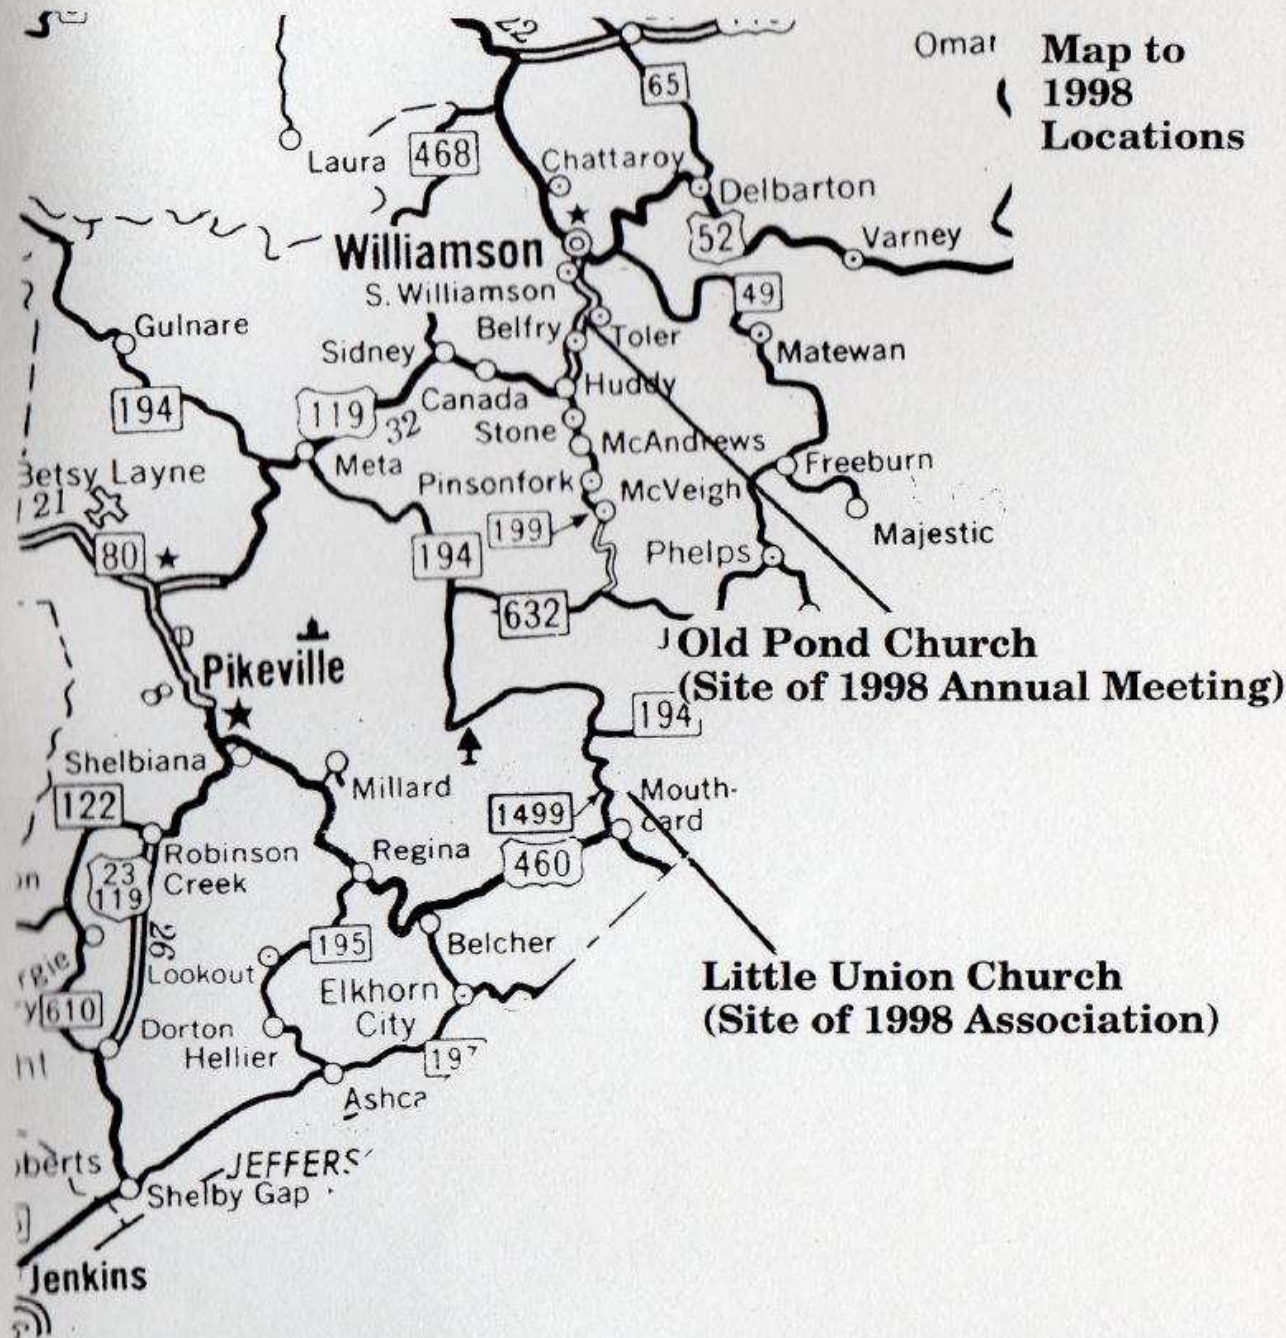 22
Map to
1998
Locations
65
Laura
468
Chattaroy
Delbarton
Williamson
52
Varney
S. Williamson
49
Gulnare
Belfry
Toler
Sidney
Matewan
194
119
32
Canada
Huddy
Stone
McAndrews
Meta
Betsy Layne
Pinsonfork
McVeigh
Freeburn
21
199
Majestic
80
194
Phelps
632
Old Pond Church
(Site of 1998 Annual Meeting)
Pikeville
194
Shelbiana
Millard
122
1499
Mouth-
card
Robinson
Creek
Regina
460
23
119
26
195
Belcher
Lookout
Little Union Church
(Site of 1998 Association)
Elkhorn
City
610
Dorton
Hellier
Ashca
JEFFERS
Shelby Gap
Jenkins